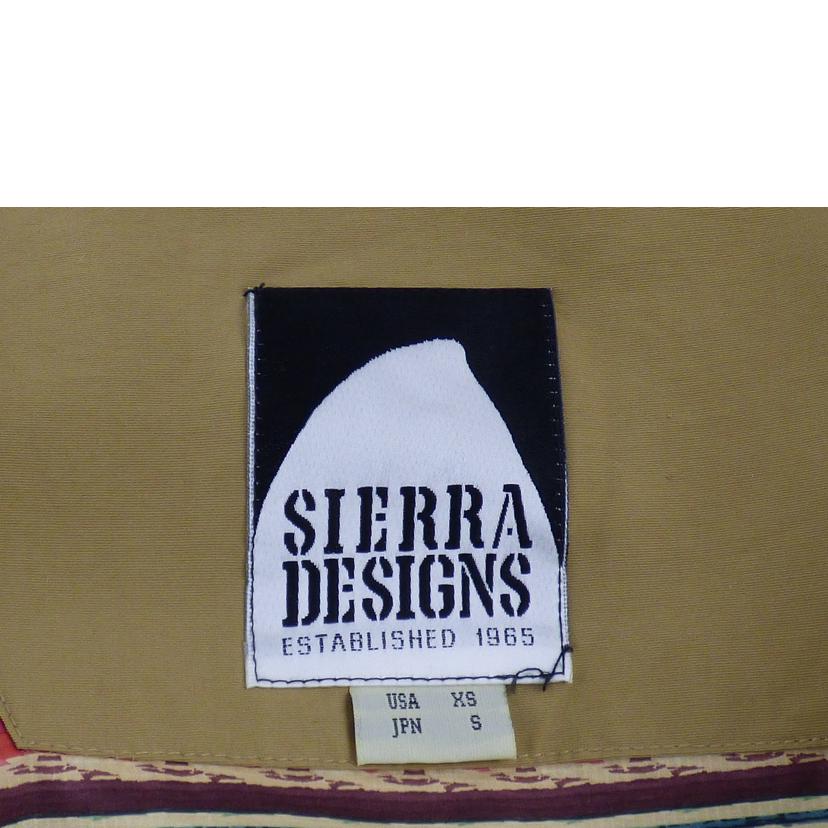 SIERRA
DESIGNS
ESTABLISHED 1965
USA XS
JPN S